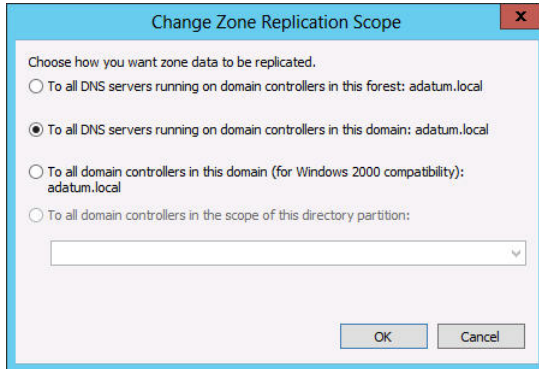 Change Zone Replication Scope
x
Choose how you want zone data to be replicated.
To all DNS servers running on domain controllers in this forest: adatum.local
To all DNS servers running on domain controllers in this domain: adatum.local
To all domain controllers in this domain (for Windows 2000 compatibility):
adatum.local
To all domain controllers in the scope of this directory partition:
OK Cancel